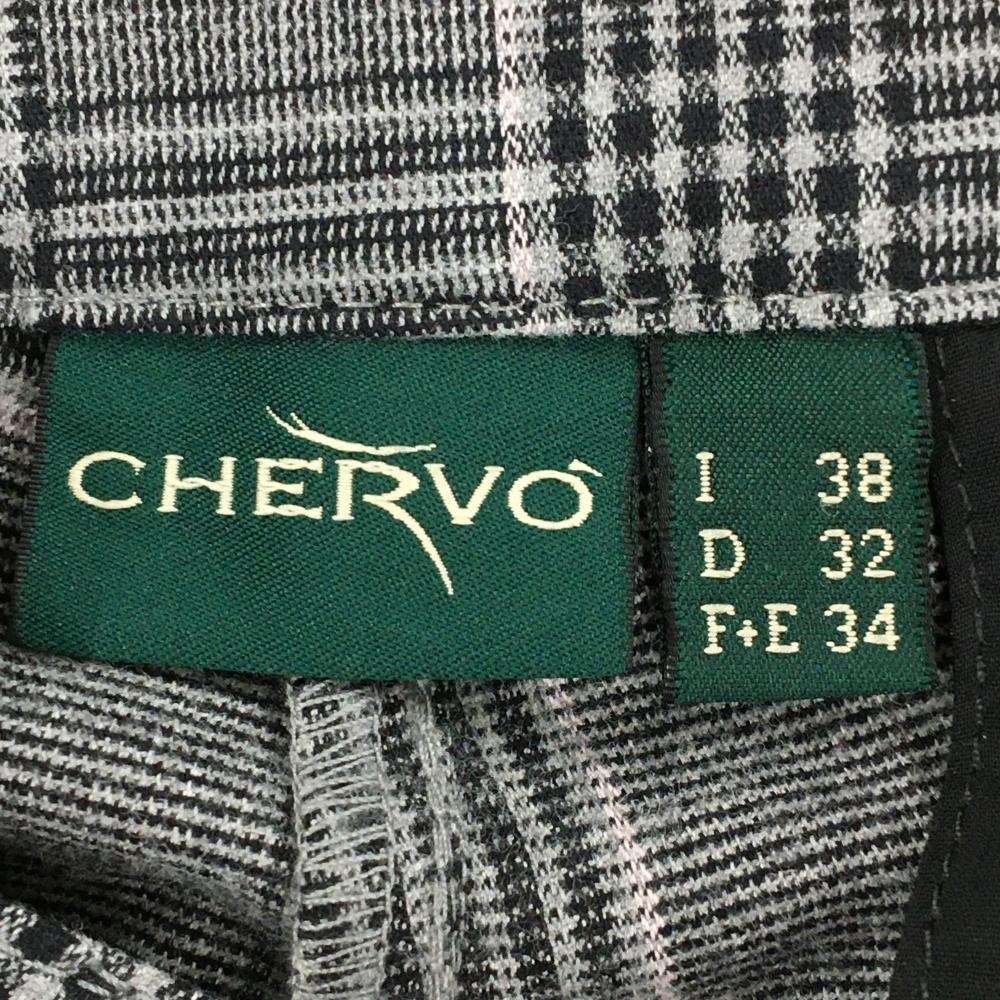 CHERVÒ
I 38
D 32
F+E 34